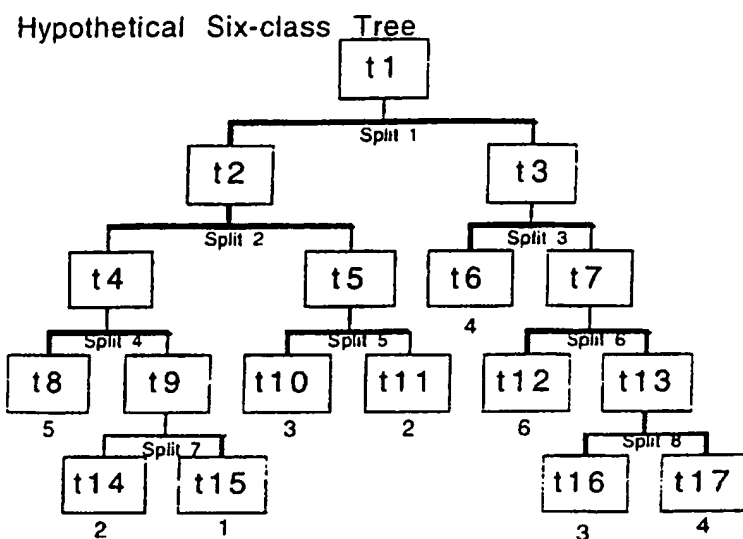 Hypothetical Six-class Tree
t1
Split 1
t2 t3
Split 2 Split 3
t4 t5 t6 t7
4
Split 4 Split 5 Split 6
t8 t9 t10 t11 t12 t13
5 3 2 6
Split 7 Split 8
t14 t15 t16 t17
2 1 3 4